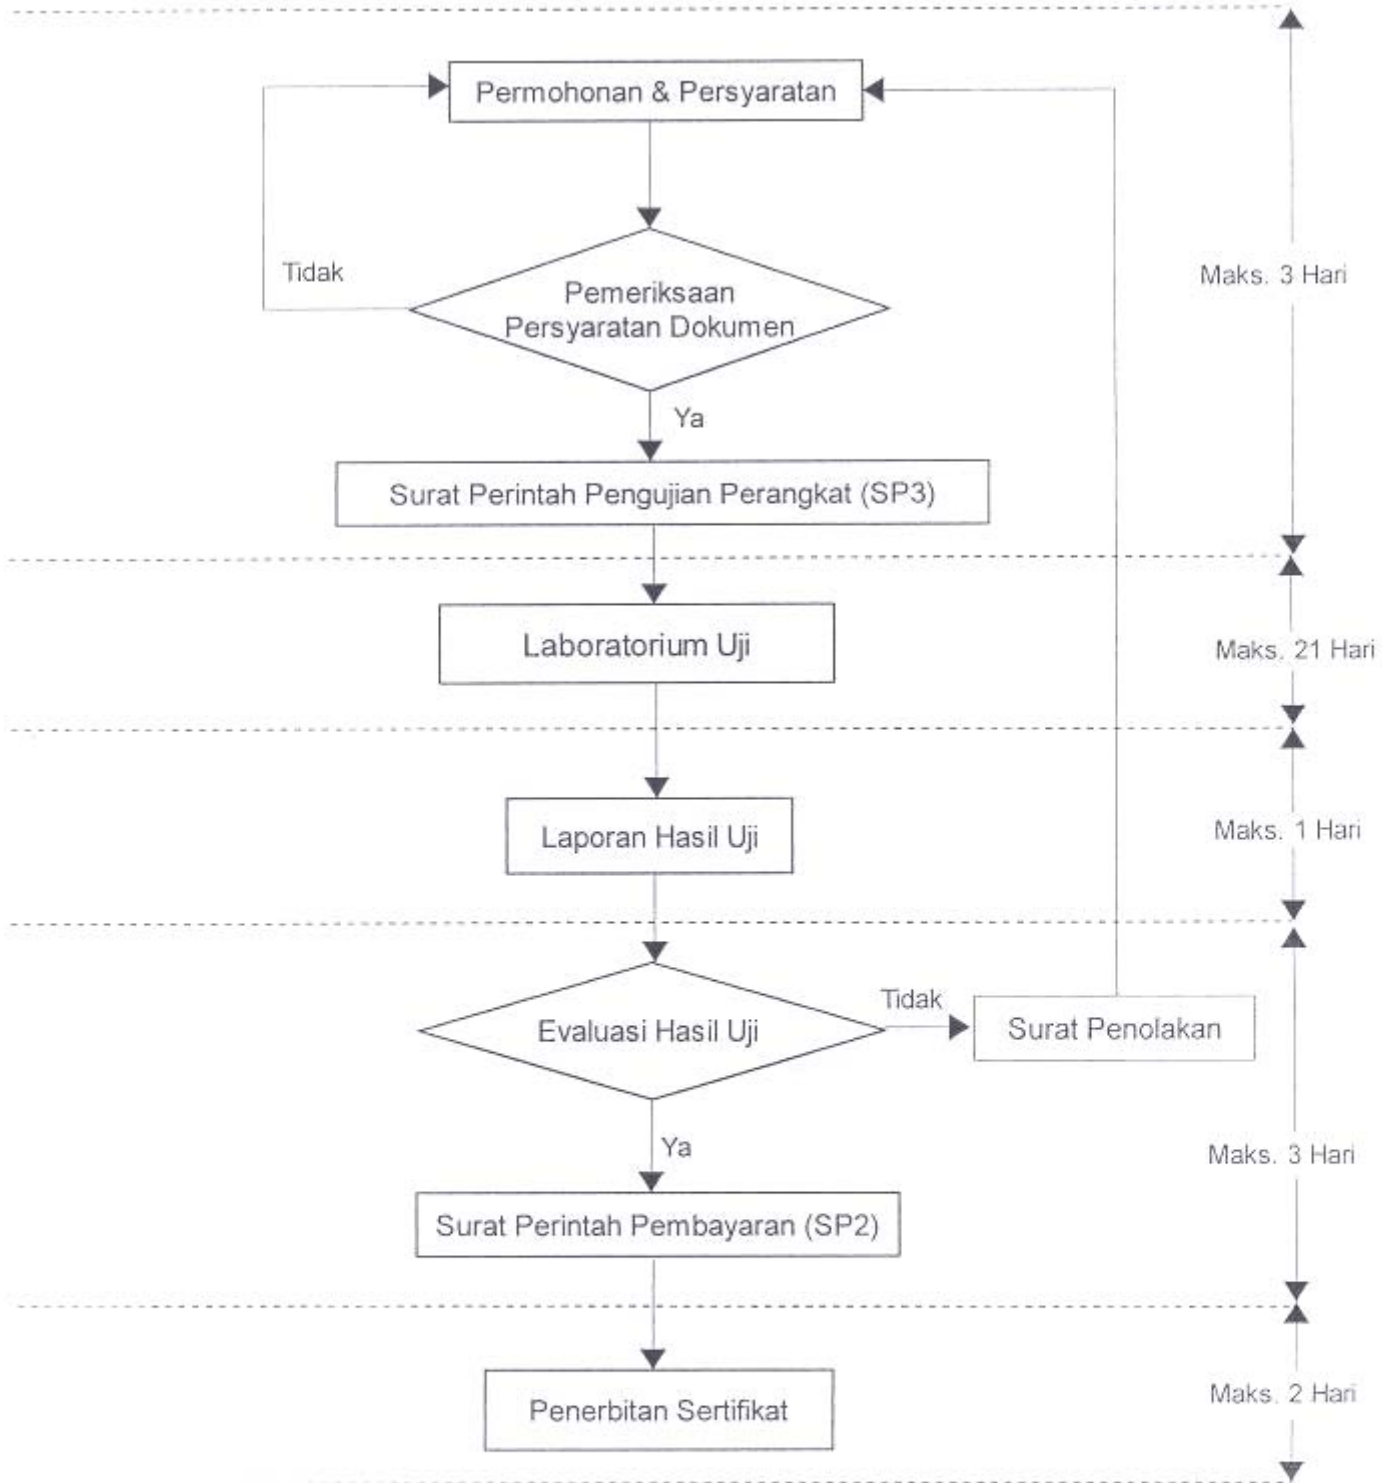 Permohonan & Persyaratan
Tidak
Maks. 3 Hari
Pemeriksaan
Persyaratan Dokumen
Ya
Surat Perintah Pengujian Perangkat (SP3)
Laboratorium Uji
Maks. 21 Hari
Laporan Hasil Uji
Maks. 1 Hari
Evaluasi Hasil Uji
Tidak
Surat Penolakan
Ya
Maks. 3 Hari
Surat Perintah Pembayaran (SP2)
Penerbitan Sertifikat
Maks. 2 Hari